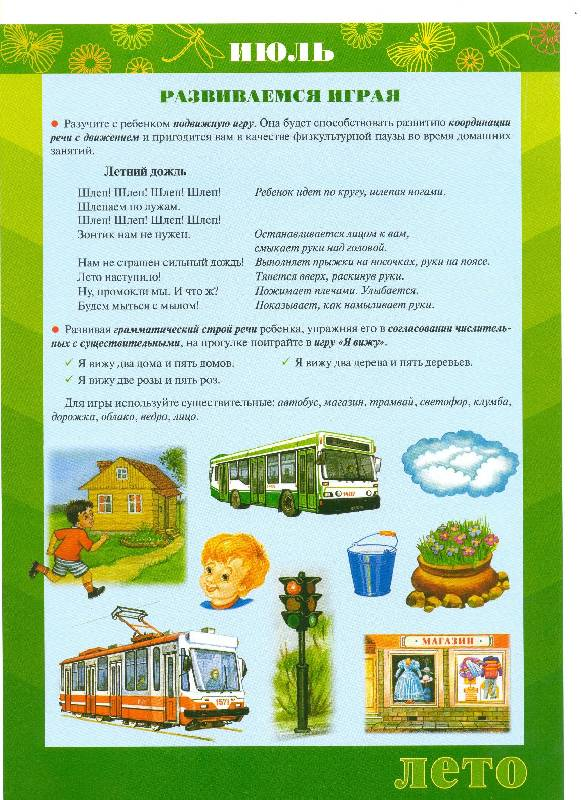 ИЮЛЬ
РАЗВИВАЕМСЯ ИГРАЯ
● Разучите с ребенком подвижную игру. Она будет способствовать развитию координации
речи с движением и пригодится вам в качестве физкультурной паузы во время домашних
занятий.
Летний дождь
Шлеп! Шлеп! Шлеп! Шлеп! Ребенок идет по кругу, шлепая ногами.
Шлепаем по лужам.
Шлеп! Шлеп! Шлеп! Шлеп!
Зонтик нам не нужен. Останавливается лицом к вам,
смыкает руки над головой.
Нам не страшен сильный дождь! Выполняет прыжки на носочках, руки на поясе.
Лето наступило! Тянется вверх, раскинув руки.
Ну, промокли мы. И что ж? Пожимает плечами. Улыбается.
Будем мыться с мылом! Показывает, как намыливает руки.
● Развивая грамматический строй речи ребенка, упражняя его в согласовании числитель-
ных с существительными, на прогулке поиграйте в игру «Я вижу».
✓ Я вижу два дома и пять домов. ✓ Я вижу два дерева и пять деревьев.
✓ Я вижу две розы и пять роз.
Для игры используйте существительные: автобус, магазин, трамвай, светофор, клумба,
дорожка, облако, ведро, лицо.
1571
МАГАЗИН
лето